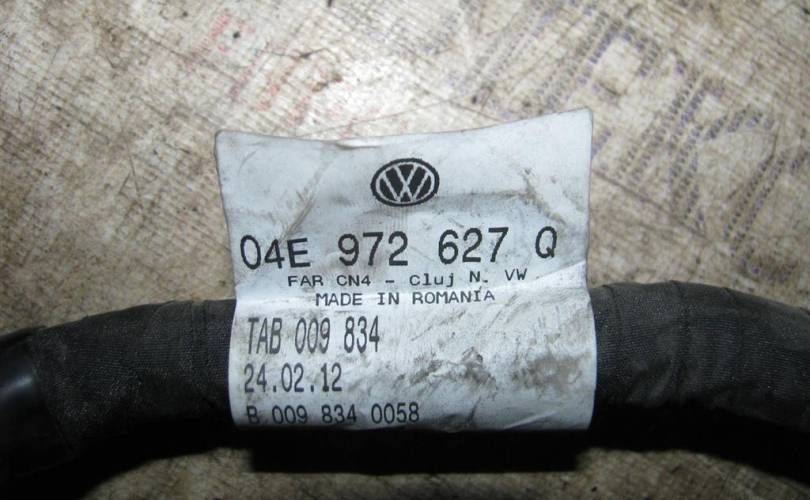 04E 972 627 Q
FAR CN4 - Cluj N. VW
MADE IN ROMANIA
TAB 009 834
24.02.12
B 009 834 0058